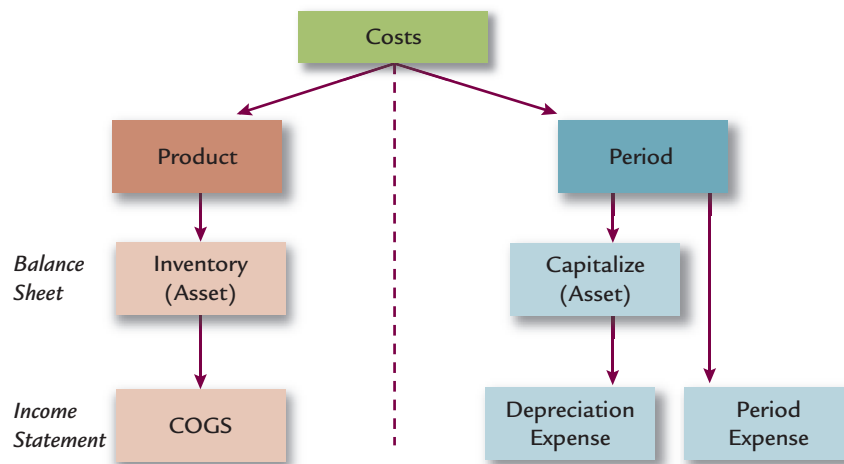 Costs
Product
Period
Balance
Sheet
Inventory
(Asset)
Capitalize
(Asset)
Income
Statement
COGS
Depreciation
Expense
Period
Expense